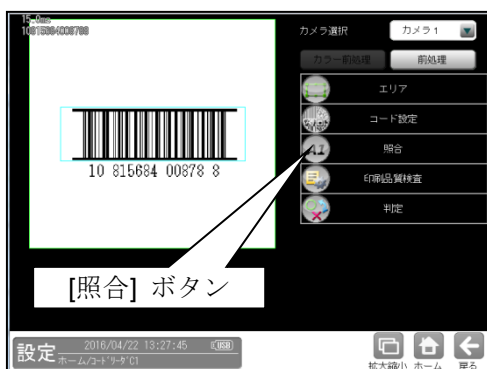 15.0ms
カメラ選択
カメラ1
カラー前処理
前処理
エリア
コード設定
照合
印刷品質検査
判定
10 815684 00878 8
[照合] ボタン
設定
2016/04/22 13:27:45
USB
ホーム/コードリーダC1
拡大縮小
ホーム
戻る